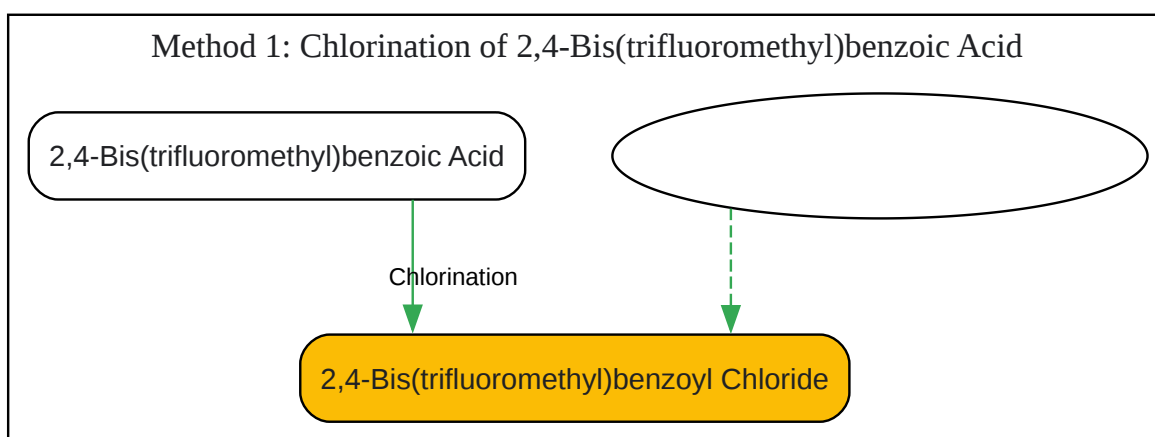 Method 1: Chlorination of 2,4-Bis(trifluoromethyl)benzoic Acid
2,4-Bis(trifluoromethyl)benzoic Acid
Chlorination
2,4-Bis(trifluoromethyl)benzoyl Chloride